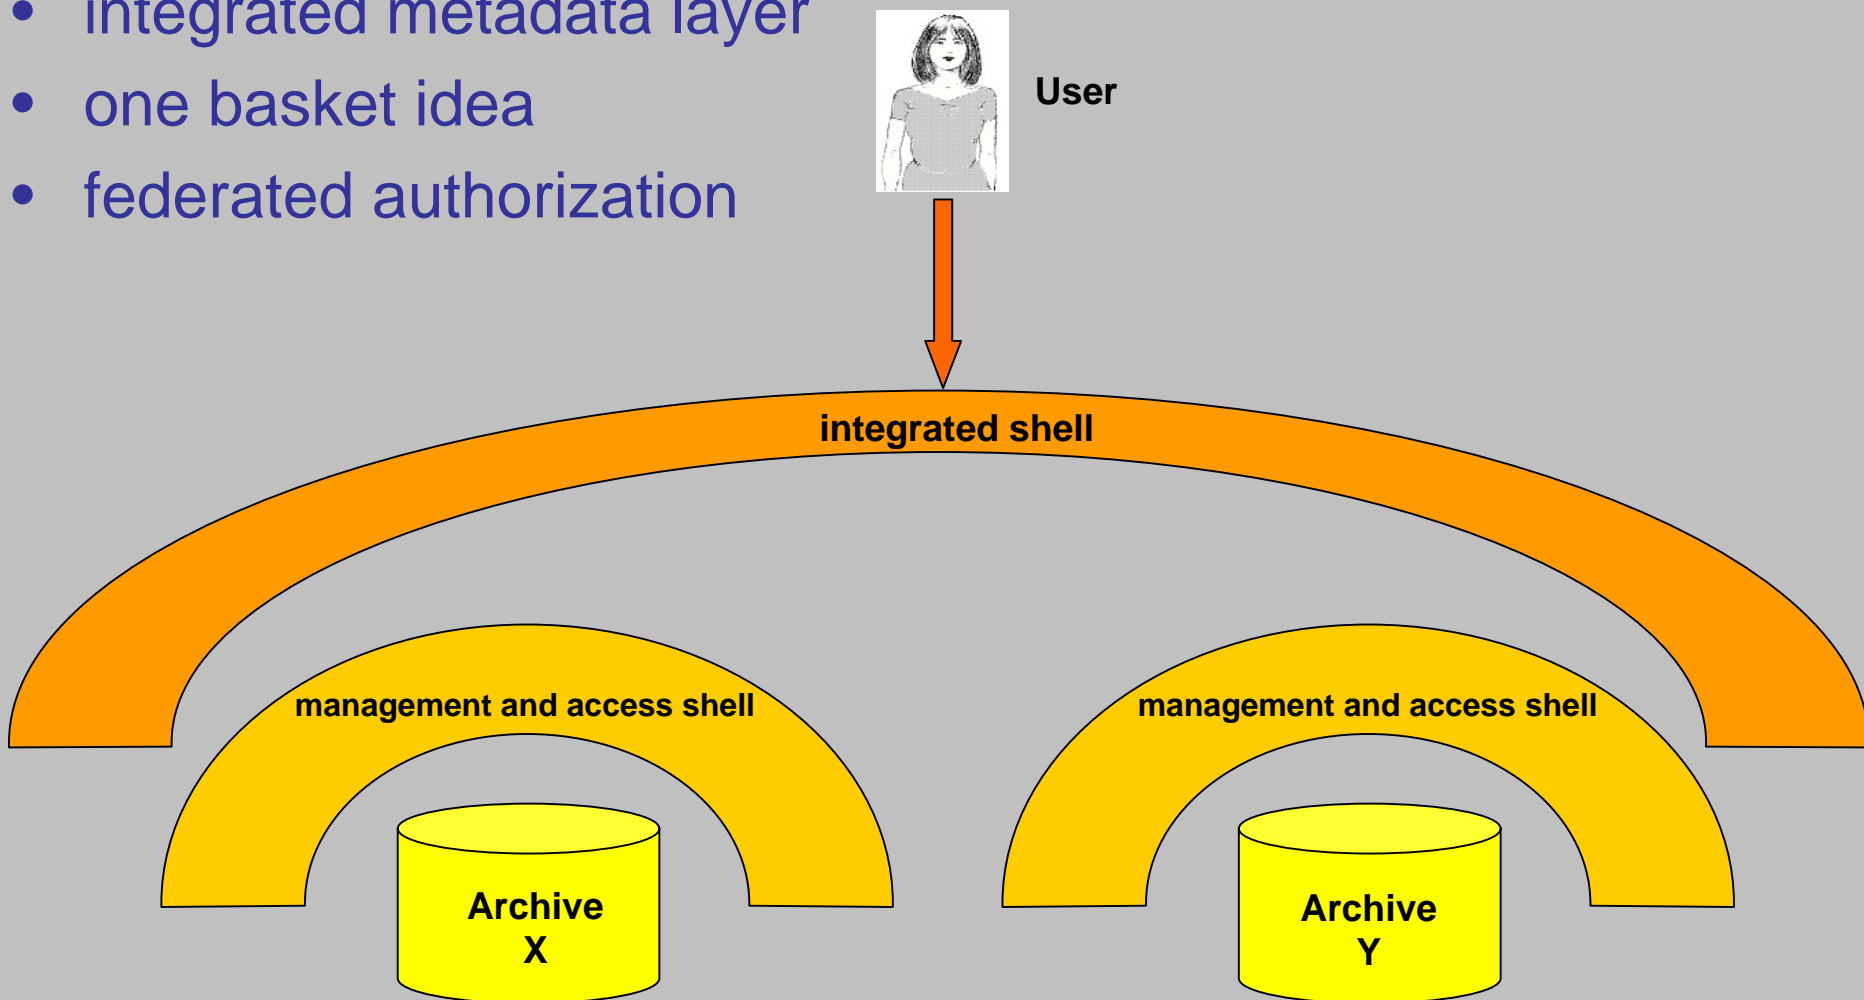 • integrated metadata layer
• one basket idea
• federated authorization
User
integrated shell
management and access shell
management and access shell
Archive
X
Archive
Y